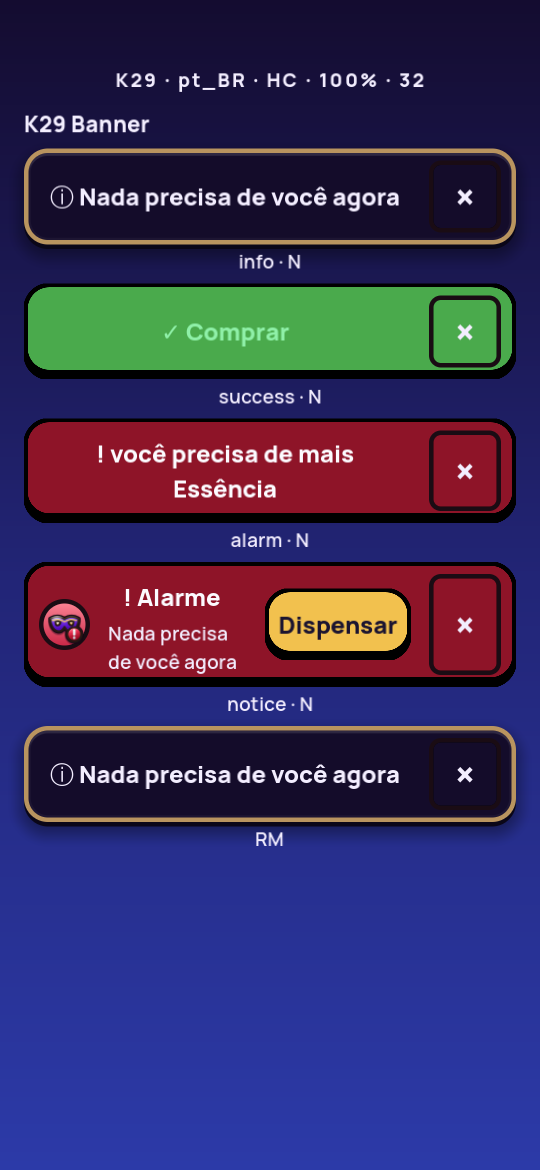 K29 · pt_BR · HC · 100% · 32
K29 Banner
ⓘ Nada precisa de você agora ×
info · N
✓ Comprar ×
success · N
! você precisa de mais
Essência ×
alarm · N
! Alarme
Nada precisa
de você agora
Dispensar ×
notice · N
ⓘ Nada precisa de você agora ×
RM